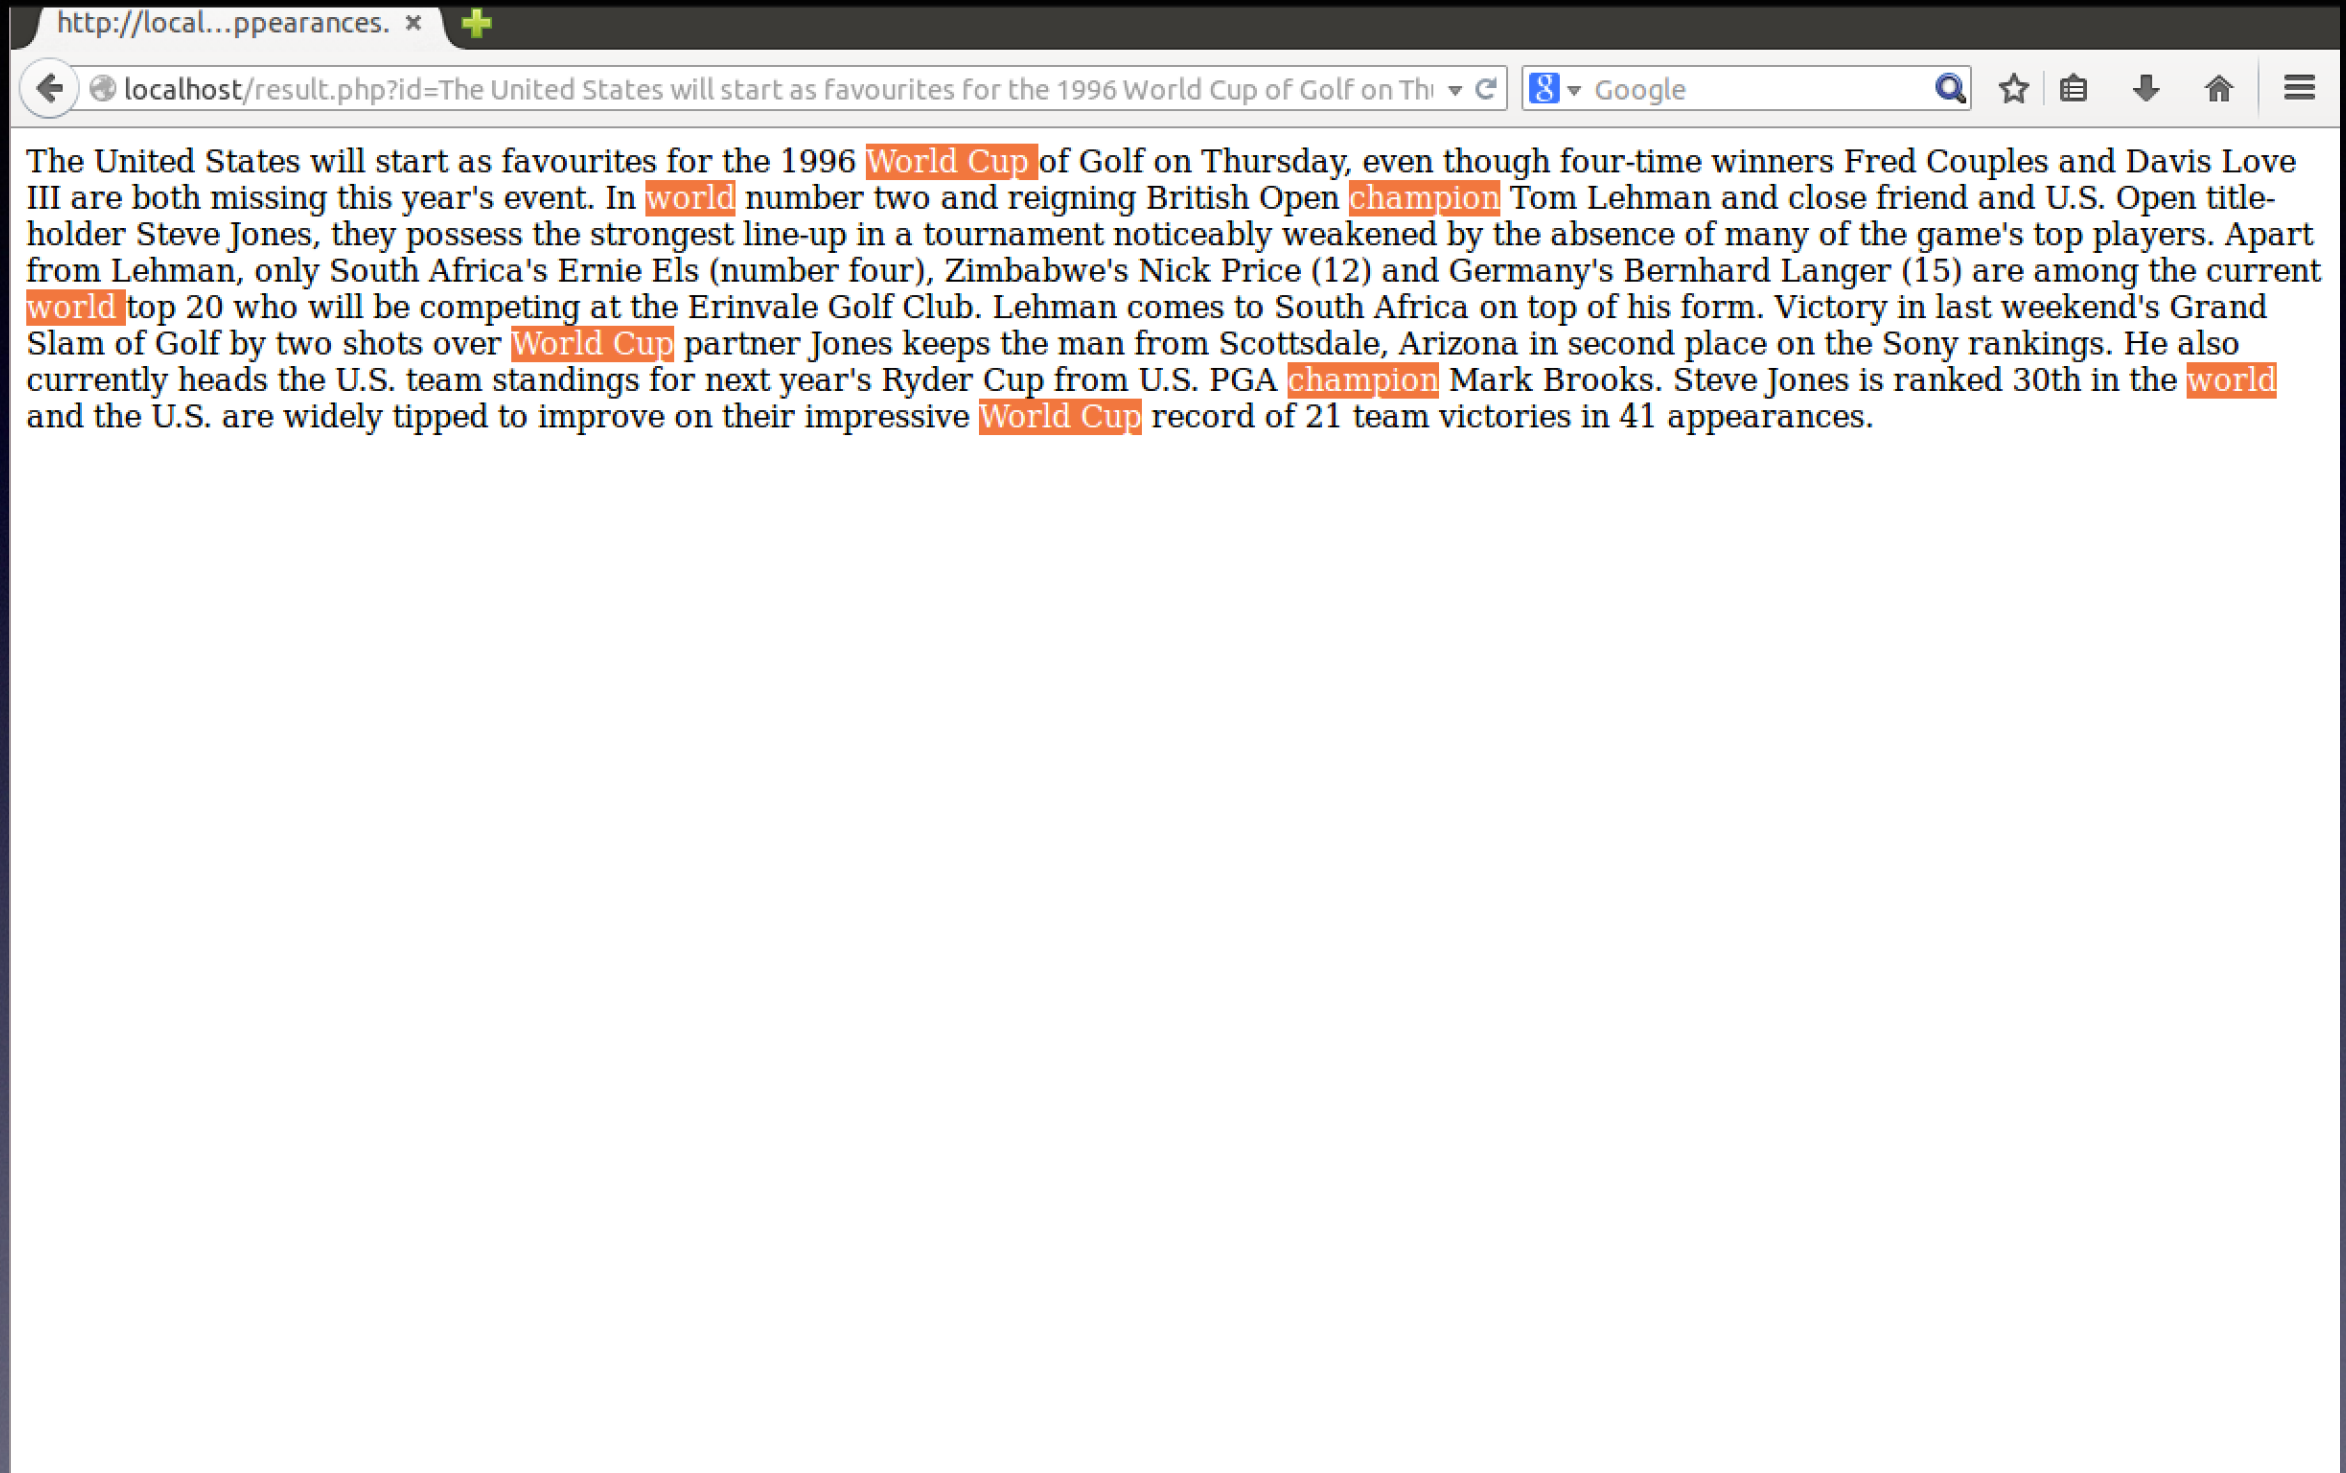 http://local...ppearances.
localhost/result.php?id=The United States will start as favourites for the 1996 World Cup of Golf on Thu
Google
The United States will start as favourites for the 1996 World Cup of Golf on Thursday, even though four-time winners Fred Couples and Davis Love
III are both missing this year's event. In world number two and reigning British Open champion Tom Lehman and close friend and U.S. Open title-
holder Steve Jones, they possess the strongest line-up in a tournament noticeably weakened by the absence of many of the game's top players. Apart
from Lehman, only South Africa's Ernie Els (number four), Zimbabwe's Nick Price (12) and Germany's Bernhard Langer (15) are among the current
world top 20 who will be competing at the Erinvale Golf Club. Lehman comes to South Africa on top of his form. Victory in last weekend's Grand
Slam of Golf by two shots over World Cup partner Jones keeps the man from Scottsdale, Arizona in second place on the Sony rankings. He also
currently heads the U.S. team standings for next year's Ryder Cup from U.S. PGA champion Mark Brooks. Steve Jones is ranked 30th in the world
and the U.S. are widely tipped to improve on their impressive World Cup record of 21 team victories in 41 appearances.